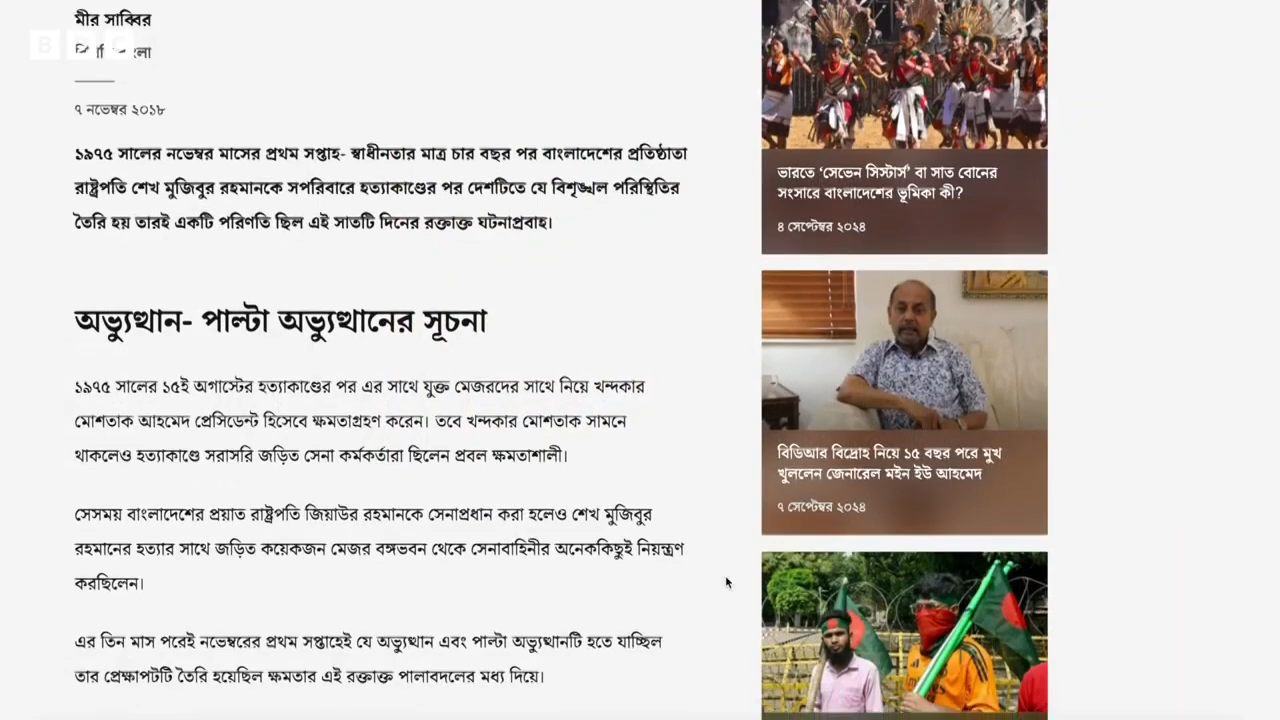 মীর সাব্বির
BBC
৭ নভেম্বর ২০১৮
১৯৭৫ সালের নভেম্বর মাসের প্রথম সপ্তাহ- স্বাধীনতার মাত্র চার বছর পর বাংলাদেশের প্রতিষ্ঠাতা
রাষ্ট্রপতি শেখ মুজিবুর রহমানকে সপরিবারে হত্যাকাণ্ডের পর দেশটিতে যে বিশৃঙ্খল পরিস্থিতির
তৈরি হয় তারই একটি পরিণতি ছিল এই সাতটি দিনের রক্তাক্ত ঘটনাপ্রবাহ।
অভ্যুত্থান- পাল্টা অভ্যুত্থানের সূচনা
১৯৭৫ সালের ১৫ই অগাস্টের হত্যাকাণ্ডের পর এর সাথে যুক্ত মেজরদের সাথে নিয়ে খন্দকার
মোশতাক আহমেদ প্রেসিডেন্ট হিসেবে ক্ষমতাগ্রহণ করেন। তবে খন্দকার মোশতাক সামনে
থাকলেও হত্যাকাণ্ডে সরাসরি জড়িত সেনা কর্মকর্তারা ছিলেন প্রবল ক্ষমতাশালী।
সেসময় বাংলাদেশের প্রয়াত রাষ্ট্রপতি জিয়াউর রহমানকে সেনাপ্রধান করা হলেও শেখ মুজিবুর
রহমানের হত্যার সাথে জড়িত কয়েকজন মেজর বঙ্গভবন থেকে সেনাবাহিনীর অনেককিছুই নিয়ন্ত্রণ
করছিলেন।
এর তিন মাস পরেই নভেম্বরের প্রথম সপ্তাহেই যে অভ্যুত্থান এবং পাল্টা অভ্যুত্থানটি হতে যাচ্ছিল
তার প্রেক্ষাপটটি তৈরি হয়েছিল ক্ষমতার এই রক্তাক্ত পালাবদলের মধ্য দিয়ে।
ভারতে ‘সেভেন সিস্টার্স’ বা সাত বোনের
সংসারে বাংলাদেশের ভূমিকা কী?
৪ সেপ্টেম্বর ২০২৪
বিডিআর বিদ্রোহ নিয়ে ১৫ বছর পরে মুখ
খুললেন জেনারেল মইন ইউ আহমেদ
৭ সেপ্টেম্বর ২০২৪